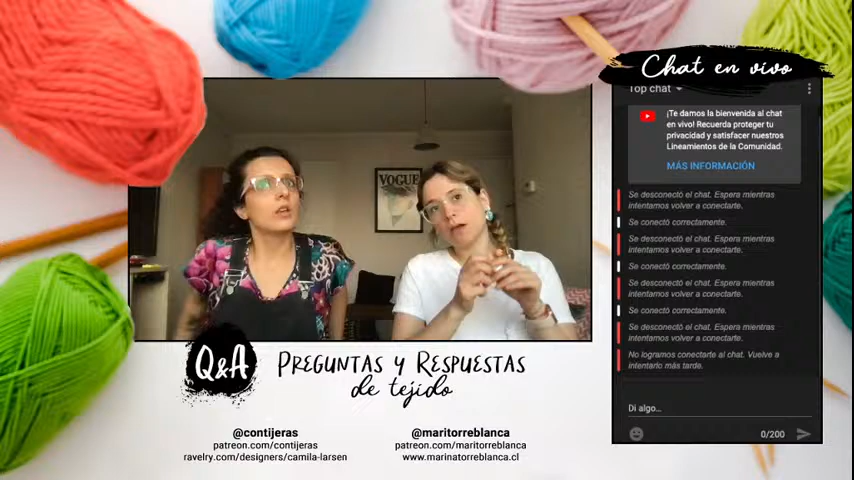 Chat en vivo
Top chat
¡Te damos la bienvenida al chat
en vivo! Recuerda proteger tu
privacidad y satisfacer nuestros
Lineamientos de la Comunidad.
MÁS INFORMACIÓN
Se desconectó el chat. Espera mientras
intentamos volver a conectarte.
Se conectó correctamente.
Se desconectó el chat. Espera mientras
intentamos volver a conectarte.
Se conectó correctamente.
Se desconectó el chat. Espera mientras
intentamos volver a conectarte.
Se conectó correctamente.
Se desconectó el chat. Espera mientras
intentamos volver a conectarte.
No logramos conectarte al chat. Vuelve a
intentarlo más tarde.
Di algo...
0/200
VOGUE
Q&A
Preguntas y Respuestas
de tejido
@contijeras
patreon.com/contijeras
ravelry.com/designers/camila-larsen
@maritorreblanca
patreon.com/maritorreblanca
www.marinatorreblanca.cl